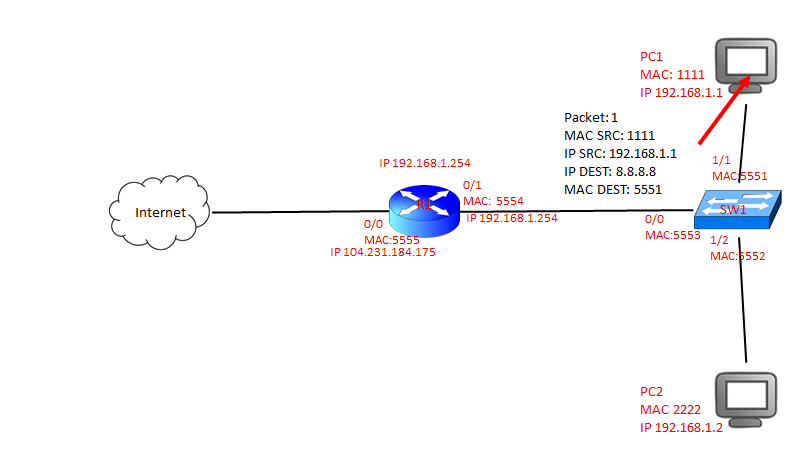 PC1
MAC: 1111
IP 192.168.1.1
Packet: 1
MAC SRC: 1111
IP SRC: 192.168.1.1
IP DEST: 8.8.8.8
MAC DEST: 5551
1/1
MAC:5551
IP 192.168.1.254
0/1
MAC: 5554
IP 192.168.1.254
R1
Internet
0/0
MAC:5555
IP 104.231.184.175
SW1
0/0
MAC:5553
1/2
MAC:5552
PC2
MAC 2222
IP 192.168.1.2